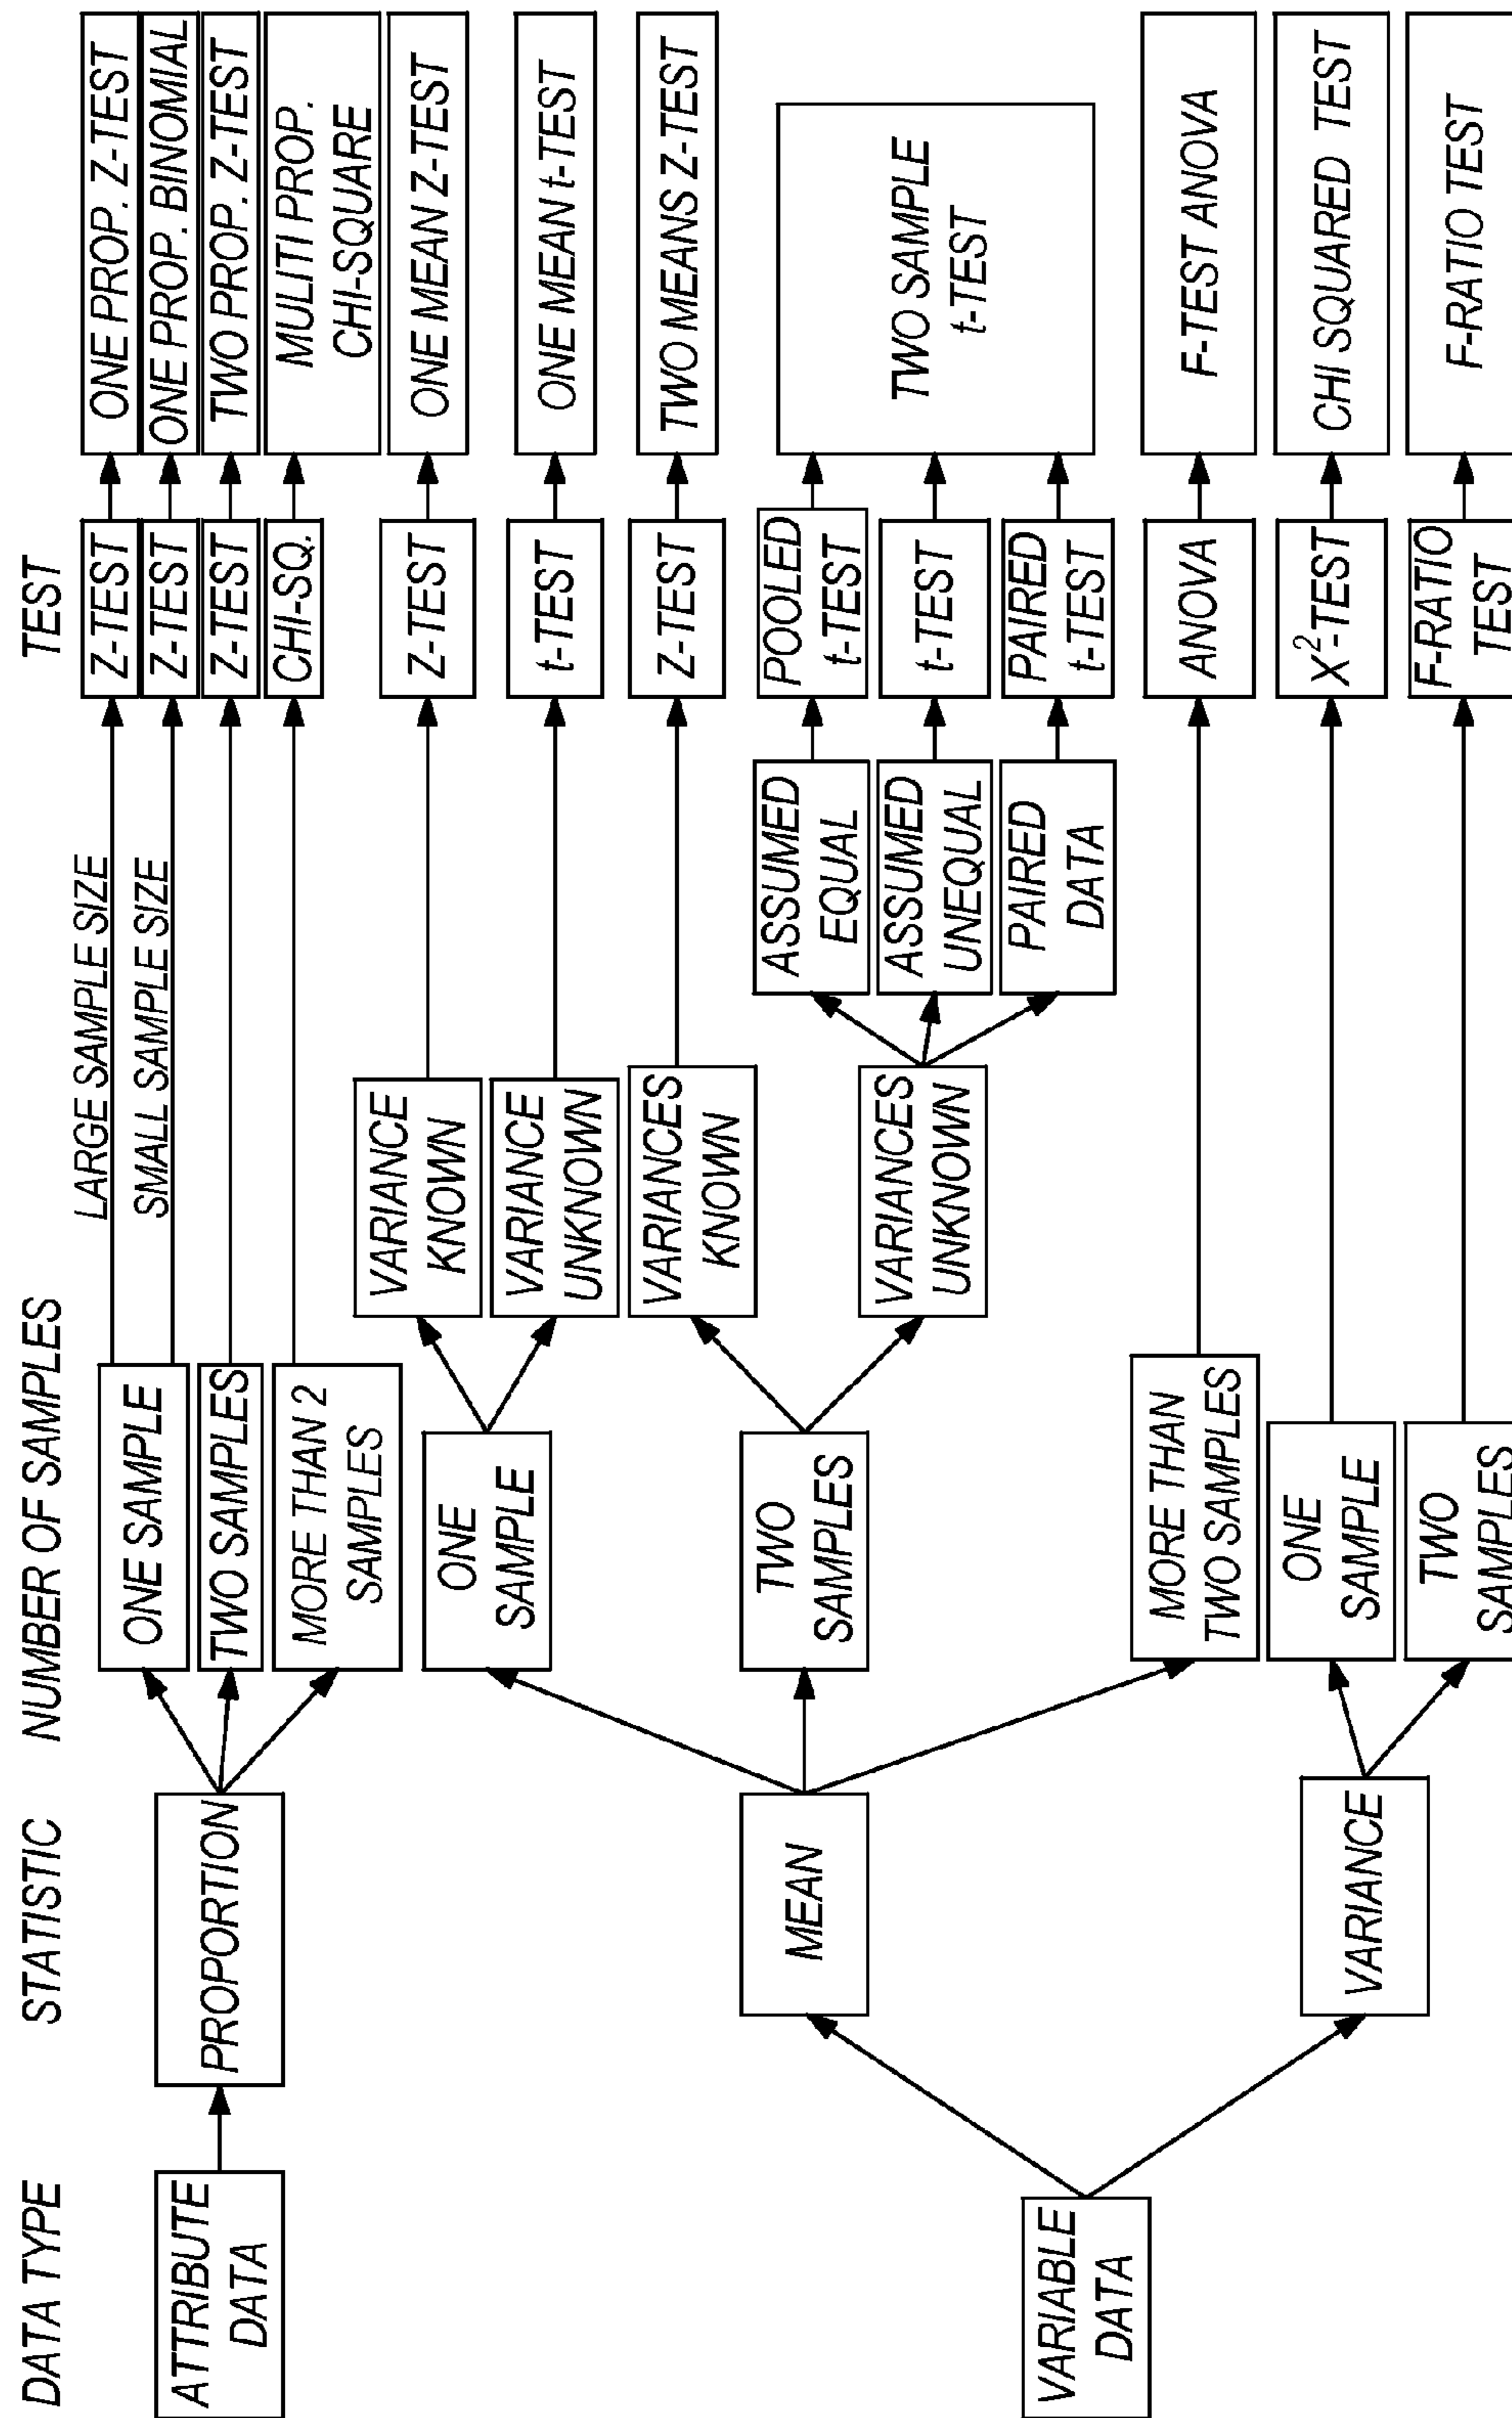 DATA TYPE
STATISTIC
NUMBER OF SAMPLES
TEST
ATTRIBUTE
DATA
PROPORTION
ONE SAMPLE
LARGE SAMPLE SIZE
Z-TEST
ONE PROP. Z-TEST
SMALL SAMPLE SIZE
Z-TEST
ONE PROP. BINOMIAL
TWO SAMPLES
Z-TEST
TWO PROP. Z-TEST
MORE THAN 2
SAMPLES
CHI-SQ.
MULITI PROP.
CHI-SQUARE
VARIABLE
DATA
MEAN
ONE
SAMPLE
VARIANCE
KNOWN
Z-TEST
ONE MEAN Z-TEST
VARIANCE
UNKNOWN
t-TEST
ONE MEAN t-TEST
TWO
SAMPLES
VARIANCES
KNOWN
Z-TEST
TWO MEANS Z-TEST
VARIANCES
UNKNOWN
ASSUMED
EQUAL
POOLED
t-TEST
ASSUMED
UNEQUAL
t-TEST
PAIRED
DATA
PAIRED
t-TEST
TWO SAMPLE
t-TEST
MORE THAN
TWO SAMPLES
ANOVA
F-TEST ANOVA
VARIANCE
ONE
SAMPLE
X²-TEST
CHI SQUARED TEST
TWO
SAMPLES
F-RATIO
TEST
F-RATIO TEST